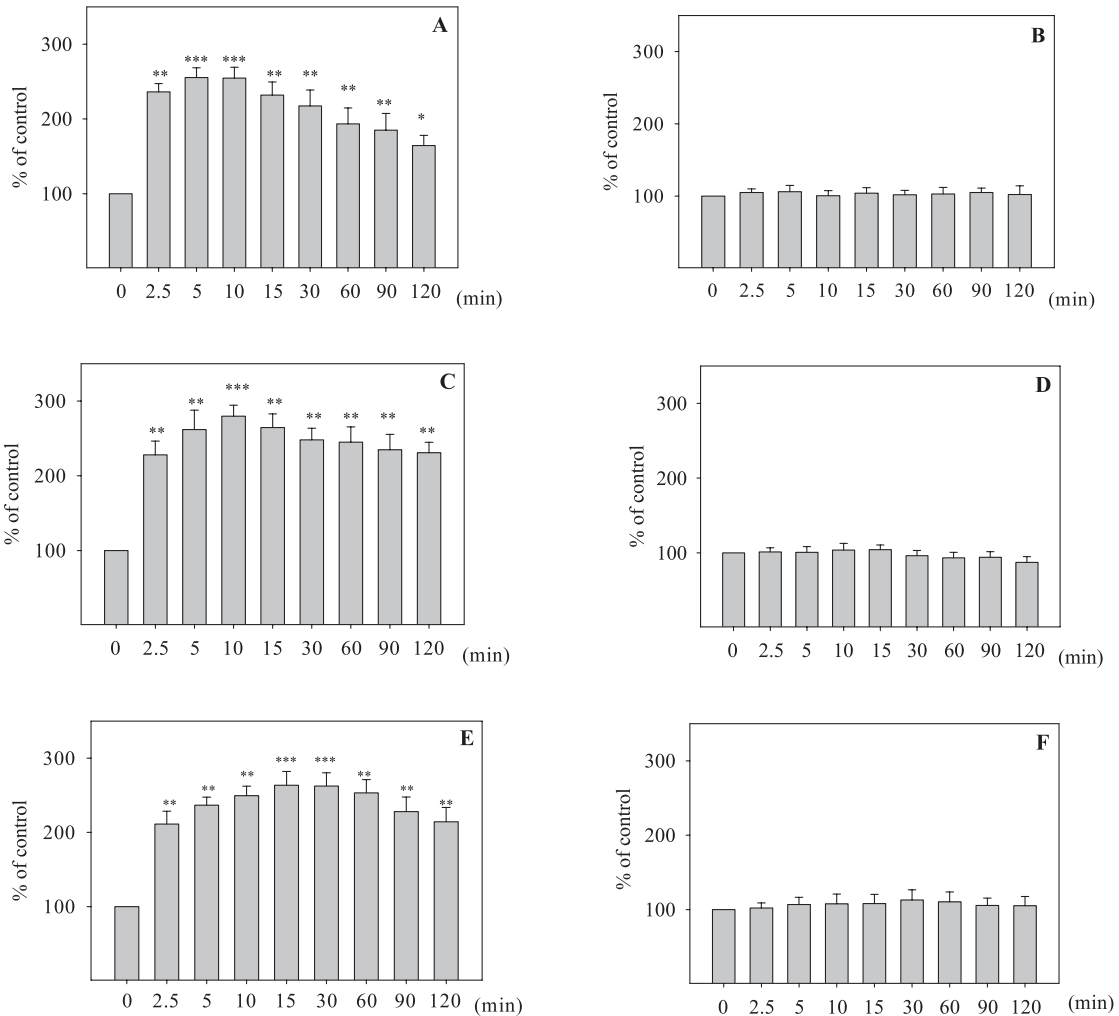 A
300
** *** *** ** ** ** ** *
200
100
% of control
0 2.5 5 10 15 30 60 90 120 (min)
B
300
200
100
% of control
0 2.5 5 10 15 30 60 90 120 (min)
C
300
** ** *** ** ** ** ** **
200
100
% of control
0 2.5 5 10 15 30 60 90 120 (min)
D
300
200
100
% of control
0 2.5 5 10 15 30 60 90 120 (min)
E
300
** ** ** *** *** ** ** **
200
100
% of control
0 2.5 5 10 15 30 60 90 120 (min)
F
300
200
100
% of control
0 2.5 5 10 15 30 60 90 120 (min)